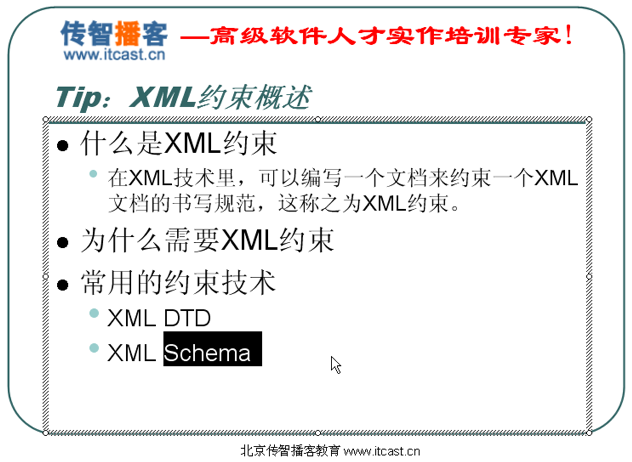 传智播客 —高级软件人才实作培训专家!
www.itcast.cn
Tip：XML约束概述
什么是XML约束
在XML技术里，可以编写一个文档来约束一个XML
文档的书写规范，这称之为XML约束。
为什么需要XML约束
常用的约束技术
XML DTD
XML Schema
北京传智播客教育 www.itcast.cn